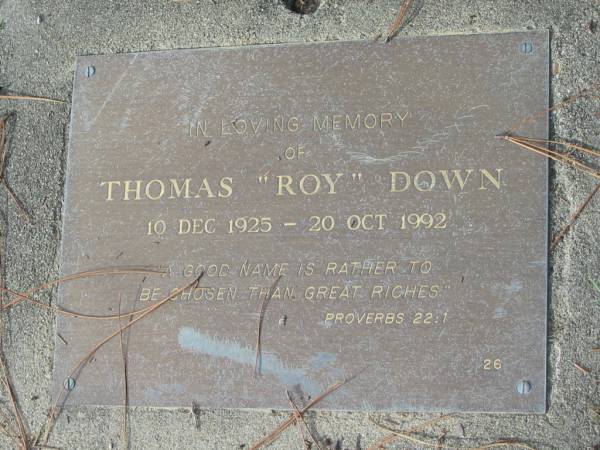 IN LOVING MEMORY
OF
THOMAS "ROY" DOWN
10 DEC 1925 - 20 OCT 1992
"A GOOD NAME IS RATHER TO
BE CHOSEN THAN GREAT RICHES"
PROVERBS 22:1
26